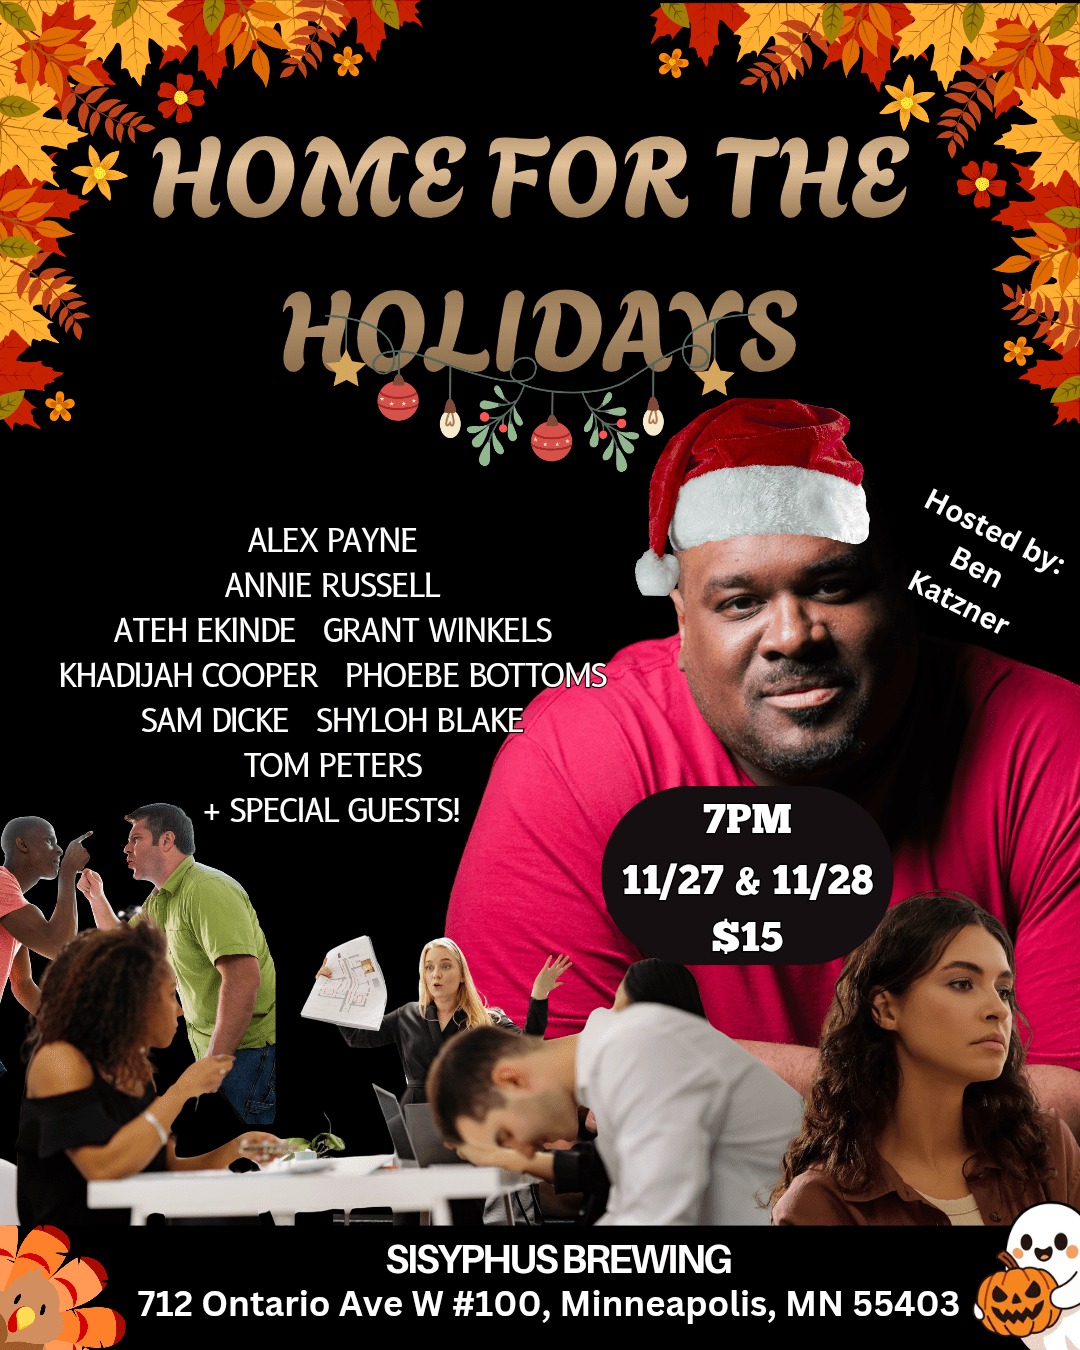 HOME FOR THE
HOLIDAYS
Hosted by:
Ben
Katzner
ALEX PAYNE
ANNIE RUSSELL
ATEH EKINDE GRANT WINKELS
KHADIJAH COOPER PHOEBE BOTTOMS
SAM DICKE SHYLOH BLAKE
TOM PETERS
+ SPECIAL GUESTS!
7PM
11/27 & 11/28
$15
SISYPHUS BREWING
712 Ontario Ave W #100, Minneapolis, MN 55403